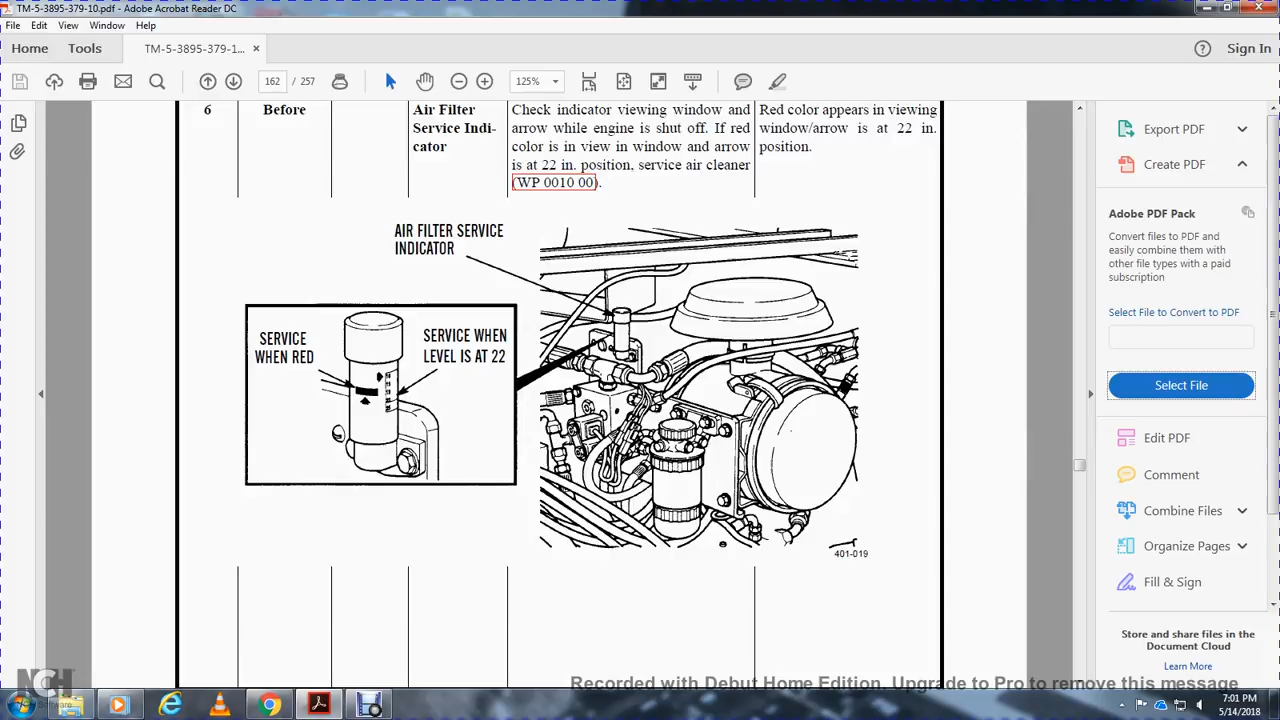 TM-5-3895-379-10.pdf - Adobe Acrobat Reader DC
File Edit View Window Help
Home Tools TM-5-3895-379-1... × Sign In
162 / 257 125%
6 Before Air Filter Service Indi-cator
Check indicator viewing window and
arrow while engine is shut off. If red
color is in view in window and arrow
is at 22 in. position, service air cleaner
(WP 0010 00).
Red color appears in viewing
window/arrow is at 22 in.
position.
AIR FILTER SERVICE
INDICATOR
SERVICE
WHEN RED
SERVICE WHEN
LEVEL IS AT 22
401-019
Export PDF
Create PDF
Adobe PDF Pack
Convert files to PDF and
easily combine them with
other file types with a paid
subscription
Select File to Convert to PDF
Select File
Edit PDF
Comment
Combine Files
Organize Pages
Fill & Sign
Store and share files in the
Document Cloud
Learn More
NCH
Software
Recorded with Debut Home Edition. Upgrade to Pro to remove this message
7:01 PM
5/14/2018